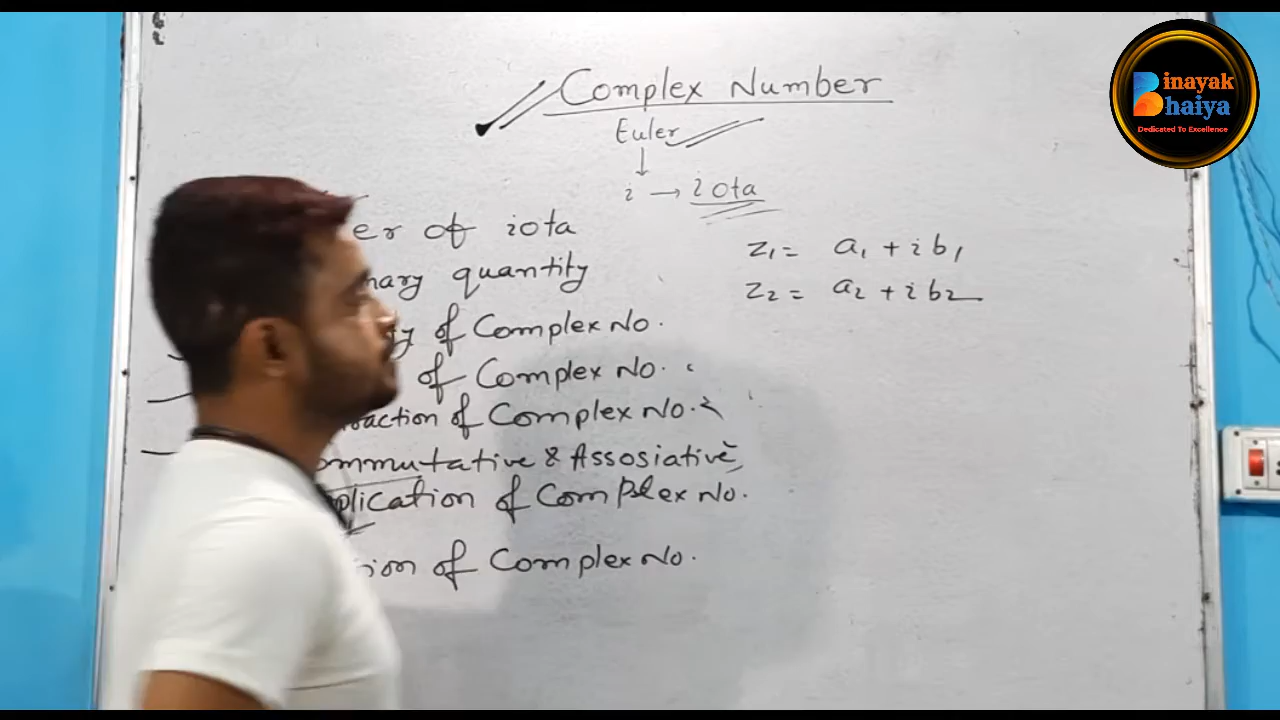 Complex Number
Euler
↓
i → iota
er of iota
nary quantity
ty of Complex No.
of Complex No.
raction of Complex No.
ommutative & Assosiative
plication of Complex No.
ion of Complex No.
z₁ = a₁ + i b₁
z₂ = a₂ + i b₂
Binayak
Bhaiya
Dedicated To Excellence